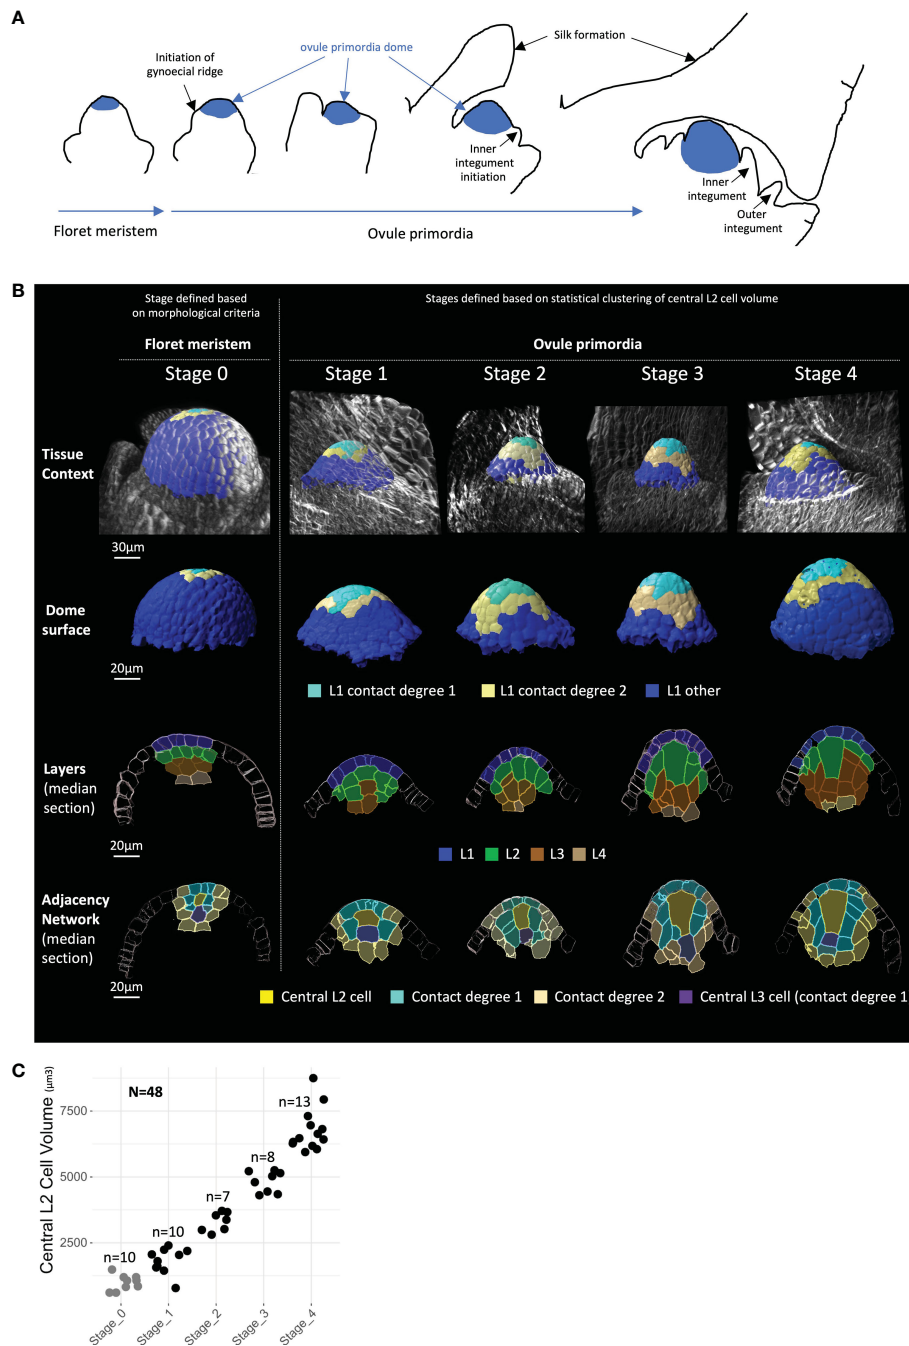 A
Initiation of
gynoecial ridge
ovule primordia dome
Silk formation
Inner
integument
initiation
Inner
integument
Outer
integument
Floret meristem
Ovule primordia
B
Stage defined based
on morphological criteria
Stages defined based on statistical clustering of central L2 cell volume
Floret meristem
Ovule primordia
Stage 0
Stage 1
Stage 2
Stage 3
Stage 4
Tissue
Context
30µm
Dome
surface
20µm
L1 contact degree 1
L1 contact degree 2
L1 other
Layers
(median
section)
20µm
L1
L2
L3
L4
Adjacency
Network
(median
section)
20µm
Central L2 cell
Contact degree 1
Contact degree 2
Central L3 cell (contact degree 1
C
Central L2 Cell Volume (µm3)
7500
5000
2500
N=48
n=10
n=10
n=7
n=8
n=13
Stage_0
Stage_1
Stage_2
Stage_3
Stage_4